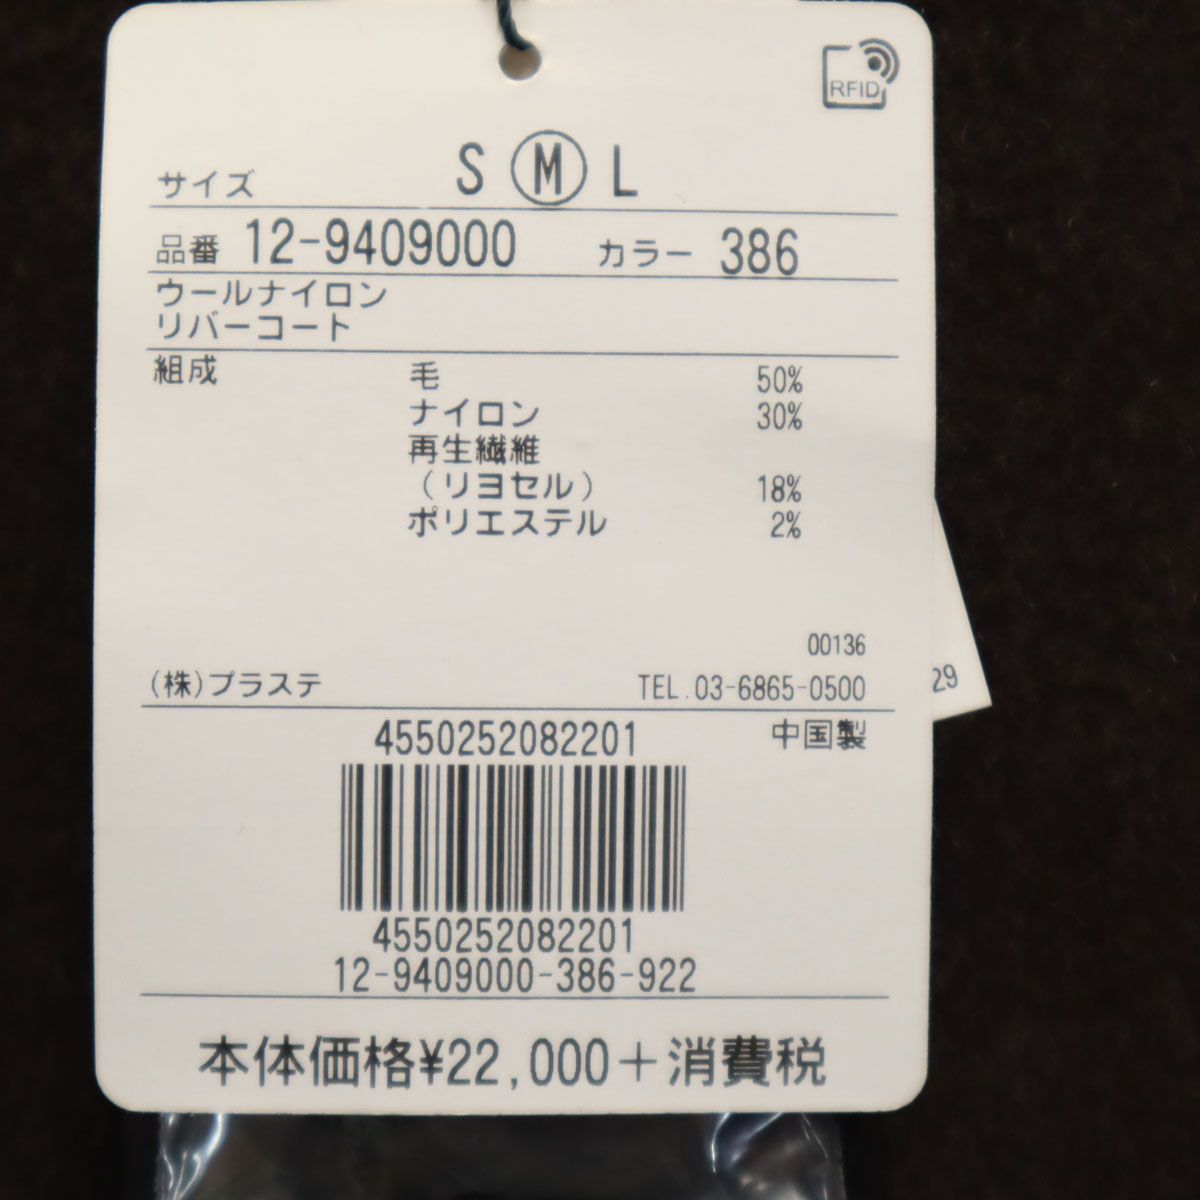 RFID
サイズ S M L
品番 12-9409000 カラー 386
ウールナイロン
リバーコート
組成 毛 50%
ナイロン 30%
再生繊維
(リヨセル) 18%
ポリエステル 2%
00136
(株)プラステ TEL.03-6865-0500
29
4550252082201 中国製
4550252082201
12-9409000-386-922
本体価格¥22,000+消費税